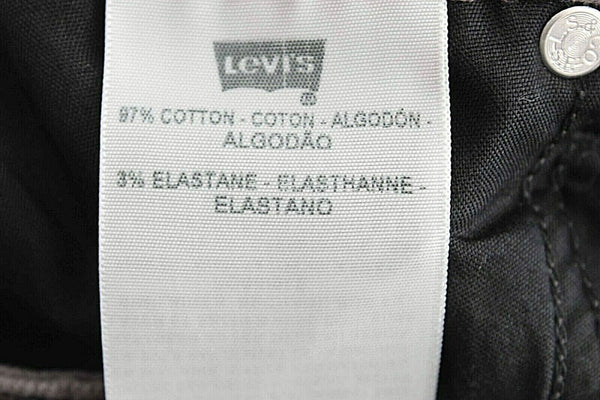 LEVI'S
®
97% COTTON - COTON - ALGODÓN -
ALGODÃO
3% ELASTANE - ELASTHANNE -
ELASTANO